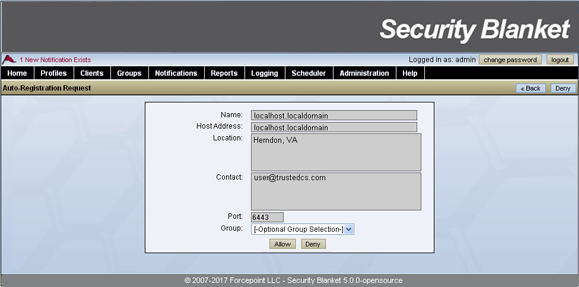 Security Blanket
1 New Notification Exists
Logged in as: admin change password logout
Home Profiles Clients Groups Notifications Reports Logging Scheduler Administration Help
Auto-Registration Request « Back Deny
Name: localhost.localdomain
Host Address: localhost.localdomain
Location: Herndon, VA
Contact: user@trustedcs.com
Port: 6443
Group: [-Optional Group Selection-]
Allow Deny
© 2007-2017 Forcepoint LLC - Security Blanket 5.0.0-opensource